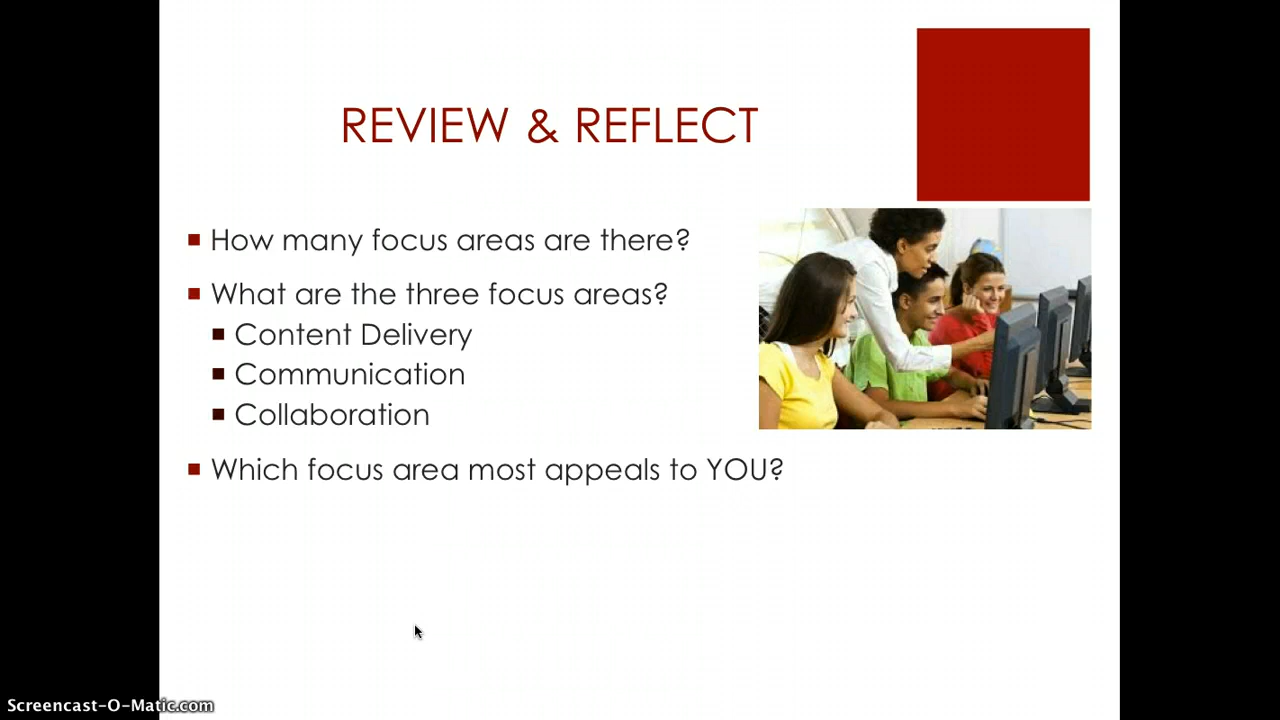 REVIEW & REFLECT
How many focus areas are there?
What are the three focus areas?
Content Delivery
Communication
Collaboration
Which focus area most appeals to YOU?
Screencast-O-Matic.com